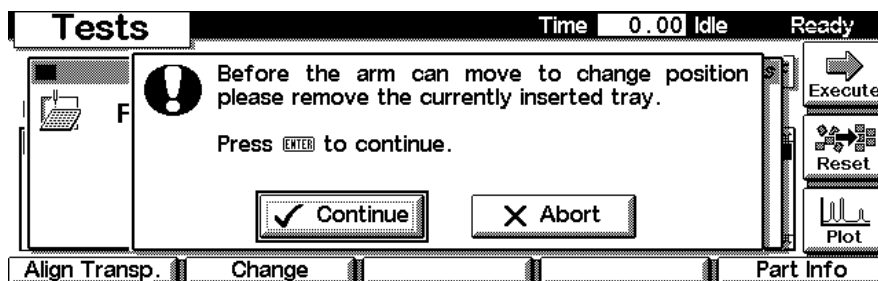 Tests
Time 0.00 Idle Ready
Before the arm can move to change position
please remove the currently inserted tray.
Press ENTER to continue.
Continue
Abort
F
Execute
Reset
Plot
Align Transp.
Change
Part Info